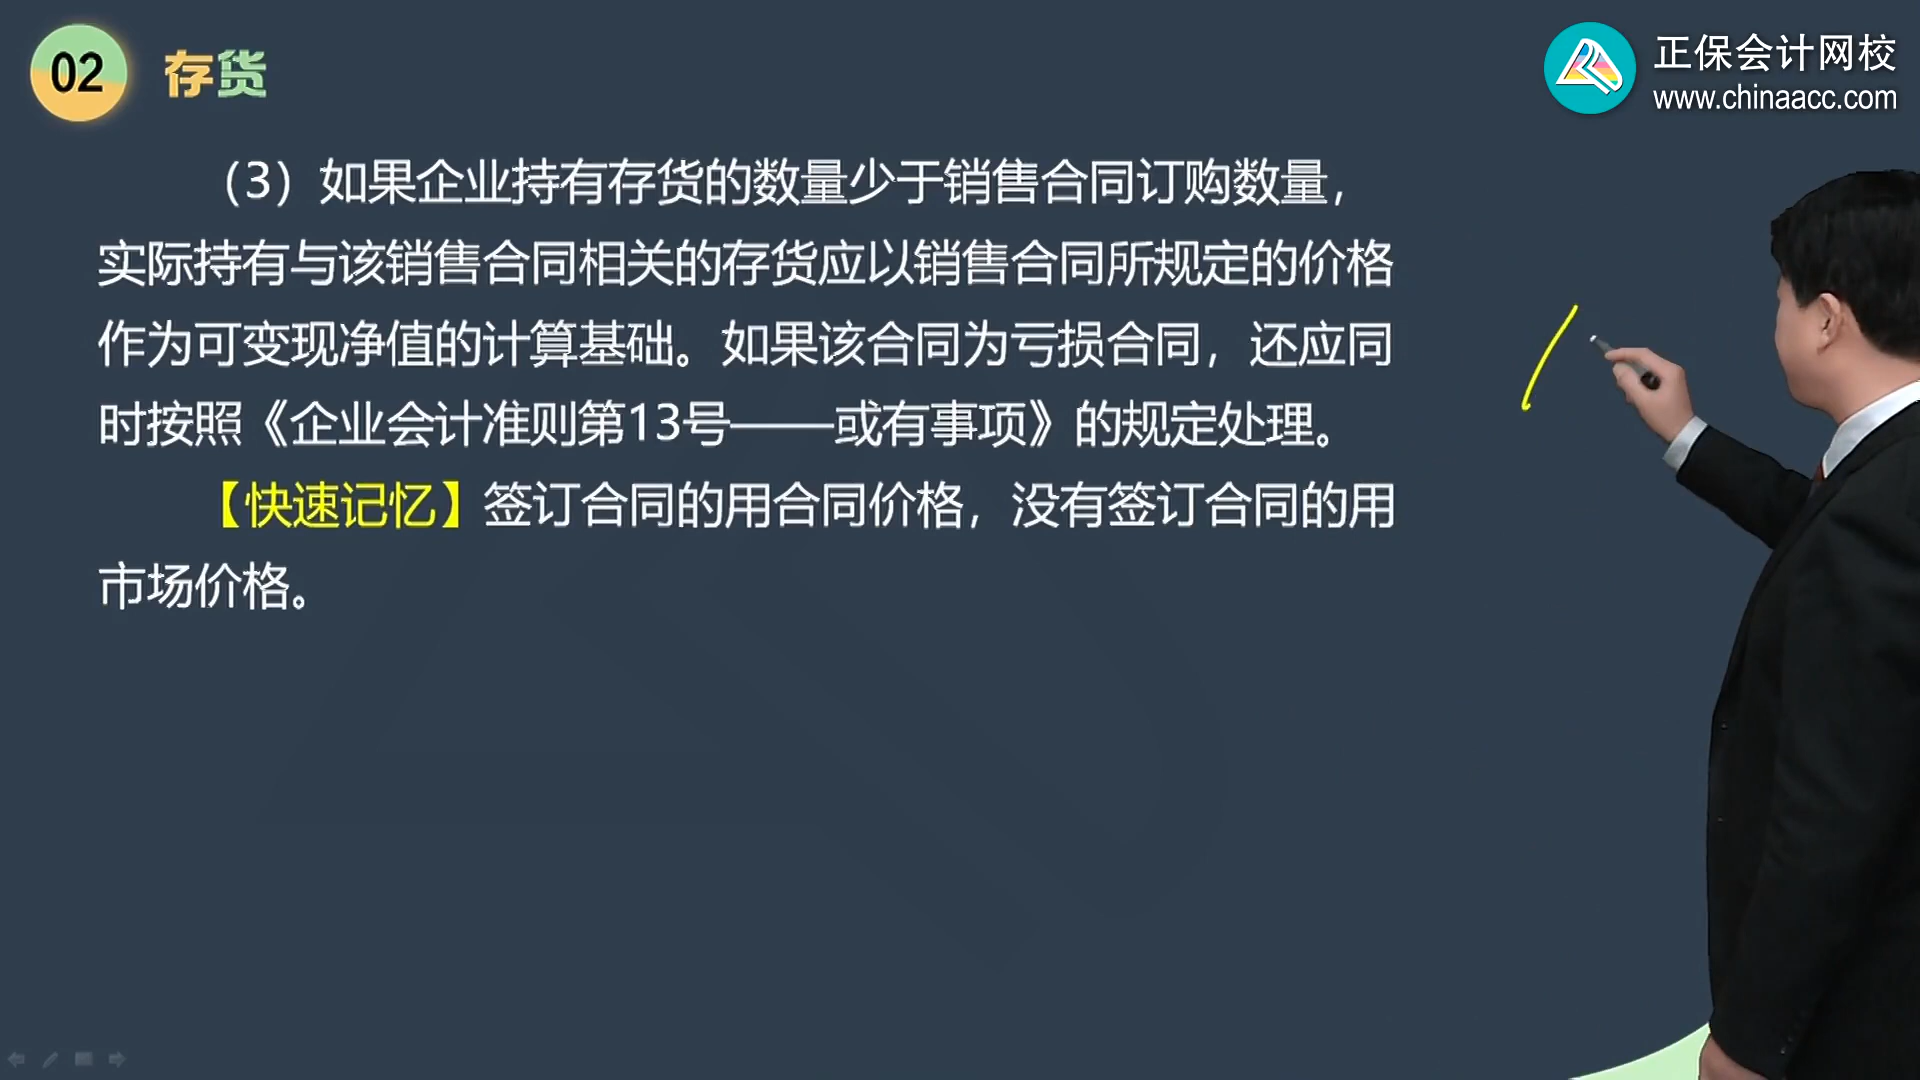 02 存货
正保会计网校
www.chinaacc.com
（3）如果企业持有存货的数量少于销售合同订购数量，
实际持有与该销售合同相关的存货应以销售合同所规定的价格
作为可变现净值的计算基础。如果该合同为亏损合同，还应同
时按照《企业会计准则第13号——或有事项》的规定处理。
【快速记忆】签订合同的用合同价格，没有签订合同的用
市场价格。